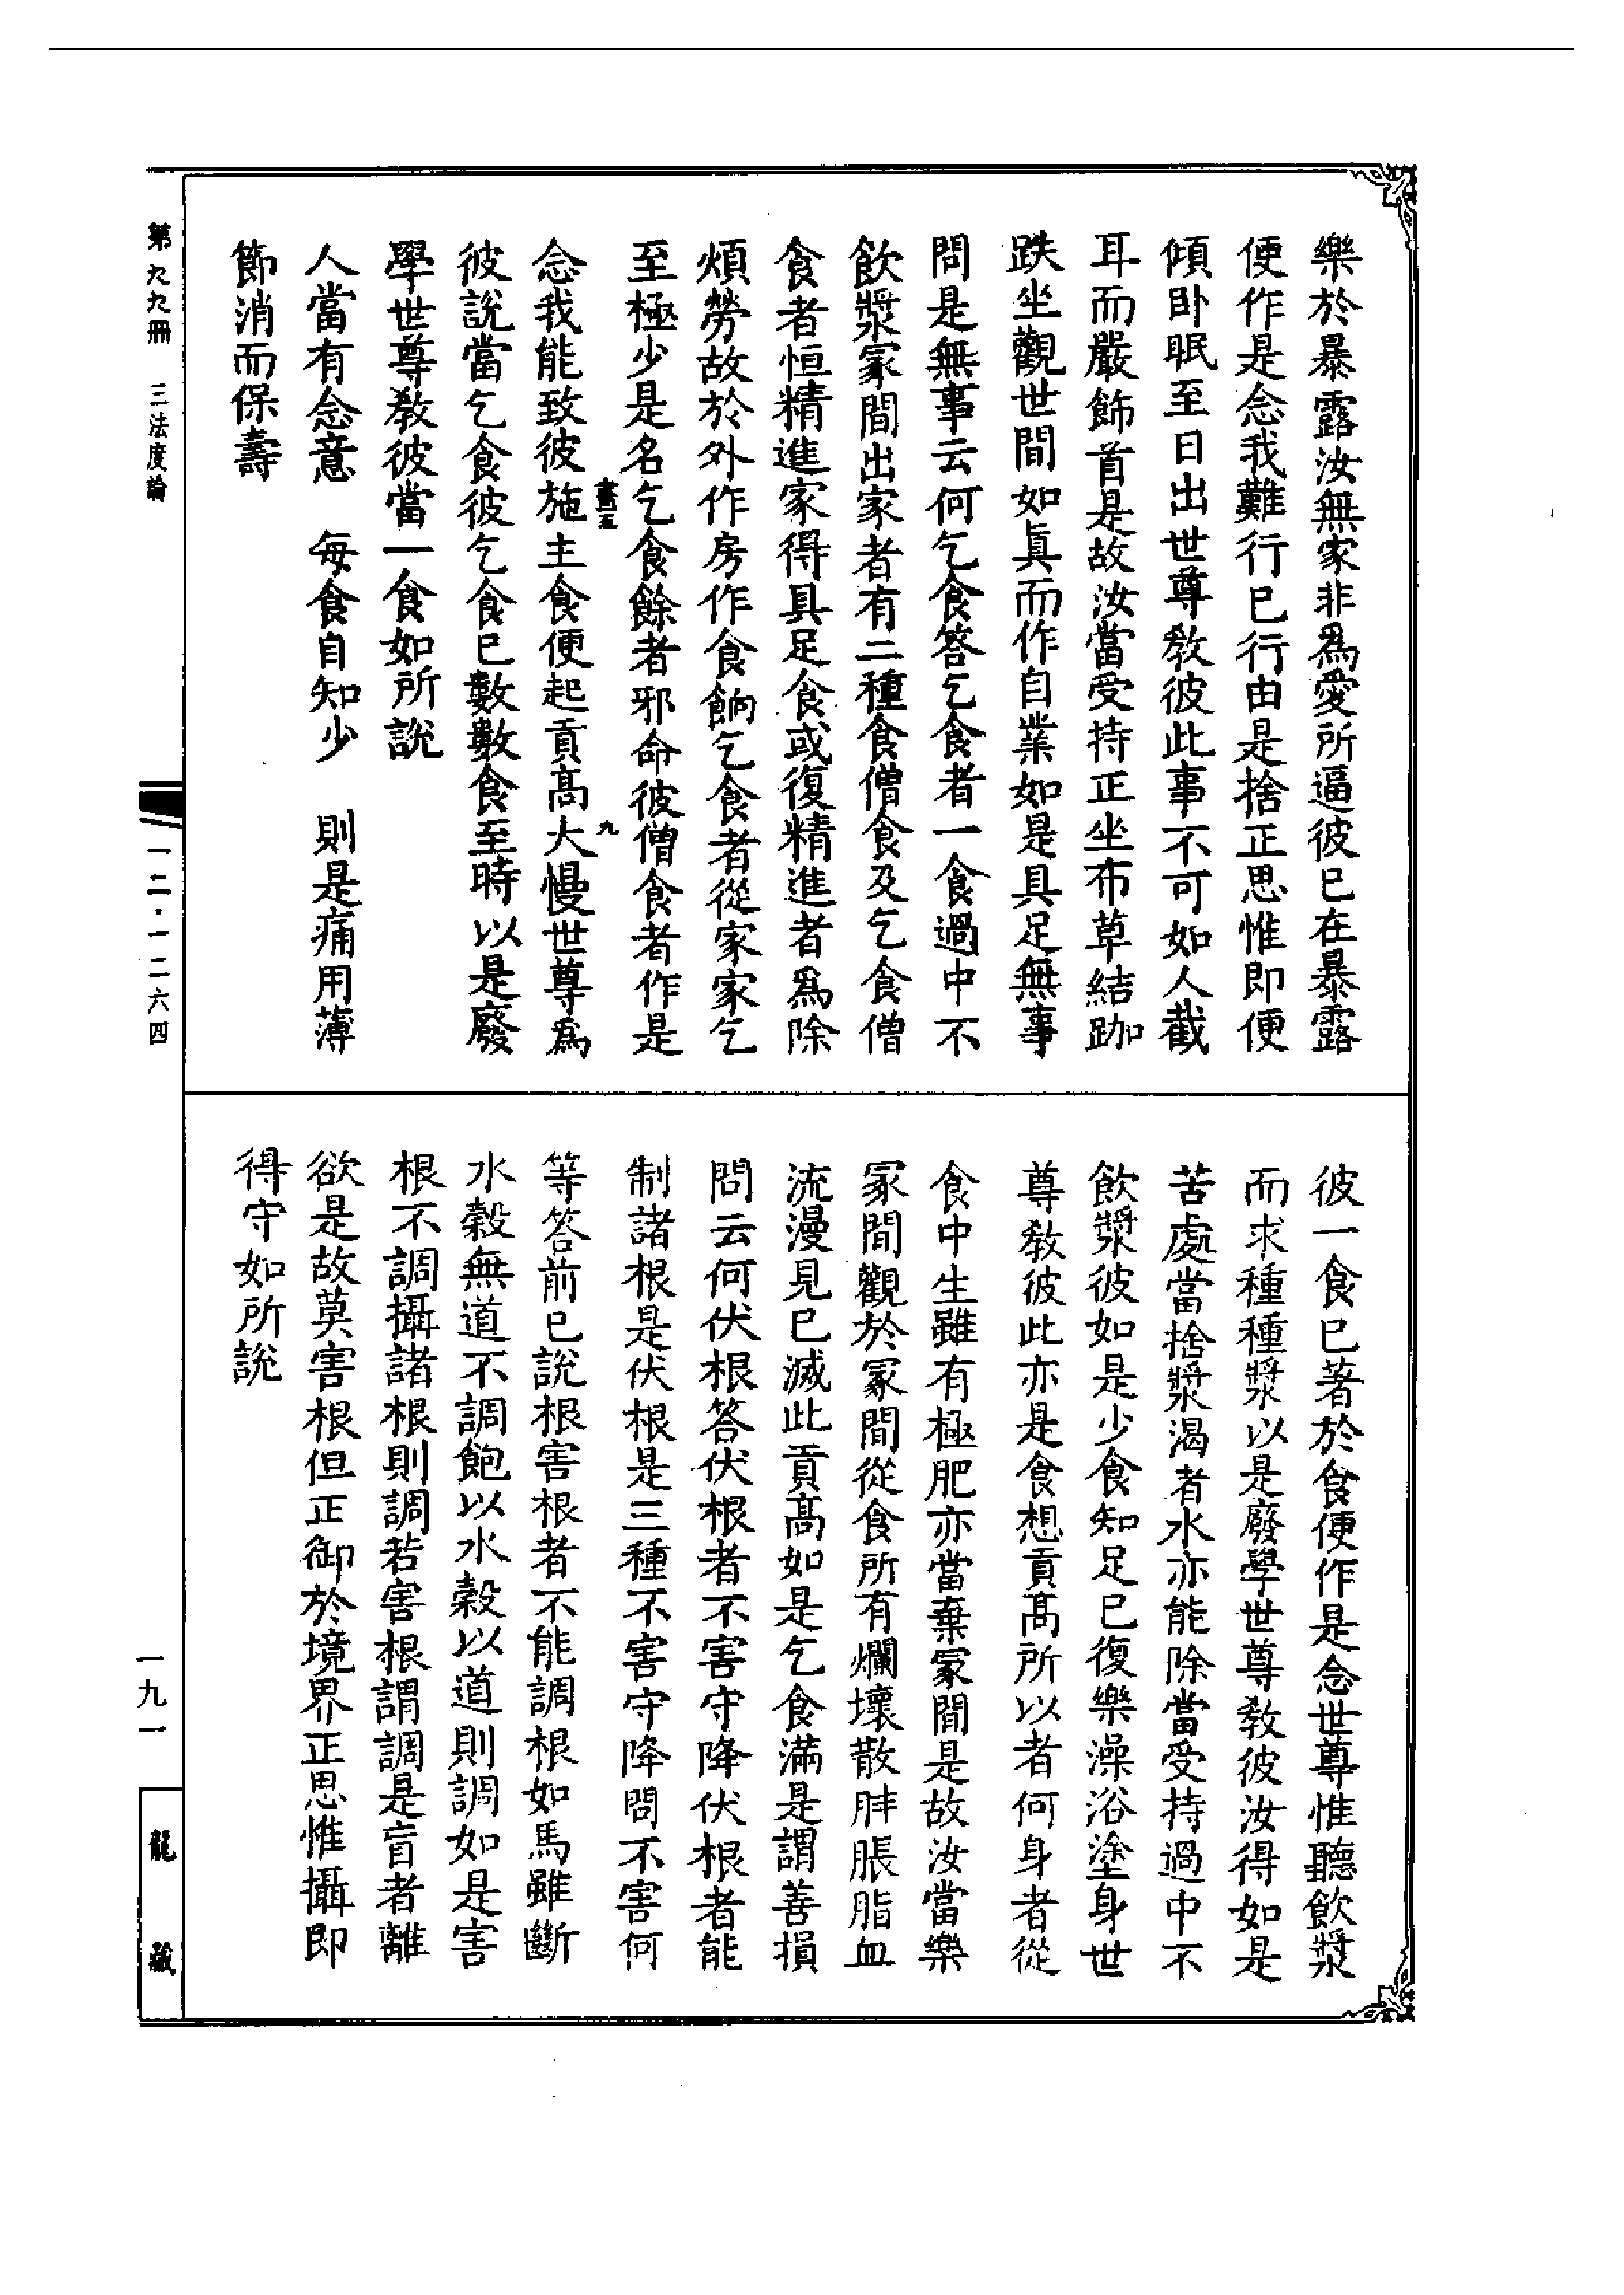 樂於暴露汝無家非爲愛所逼彼已在暴露
便作是念我難行已行由是捨正思惟即便
傾卧眠至日出世尊教彼此事不可如人截
耳而嚴飾首是故汝當受持正坐布草結跏
趺坐觀世間如眞而作自業如是具足無事
問是無事云何乞食答乞食者一食過中不
飲漿冢間出家者有二種食僧食及乞食僧
食者恒精進家得具足食或復精進者爲除
煩勞故於外作房作食餉乞食者從家家乞
至極少是名乞食餘者邪命彼僧食者作是
念我能致彼施主食便起貢高大慢世尊爲
彼說當乞食彼乞食已數數食至時以是廢
學世尊教彼當一食如所說
人當有念意　每食自知少　則是痛用薄
節消而保壽
彼一食已著於食便作是念世尊惟聽飲漿
而求種種漿以是廢學世尊教彼汝得如是
苦處當捨漿渴者水亦能除當受持過中不
飲漿彼如是少食知足已復樂澡浴塗身世
尊教彼此亦是食想貢高所以者何身者從
食中生雖有極肥亦當棄冢間是故汝當樂
冢間觀於冢間從食所有爛壞散胖脹脂血
流漫見已滅此貢高如是乞食滿是謂善損
問云何伏根答伏根者不害守降伏根者能
制諸根是伏根是三種不害守降問不害何
等答前已說根害根者不能調根如馬雖斷
水穀無道不調飽以水穀以道則調如是害
根不調攝諸根則調若害根謂調是盲者離
欲是故莫害根但正御於境界正思惟攝即
得守如所說
第九九冊　三法度論
一二·一二六四
一九一
龍藏
九